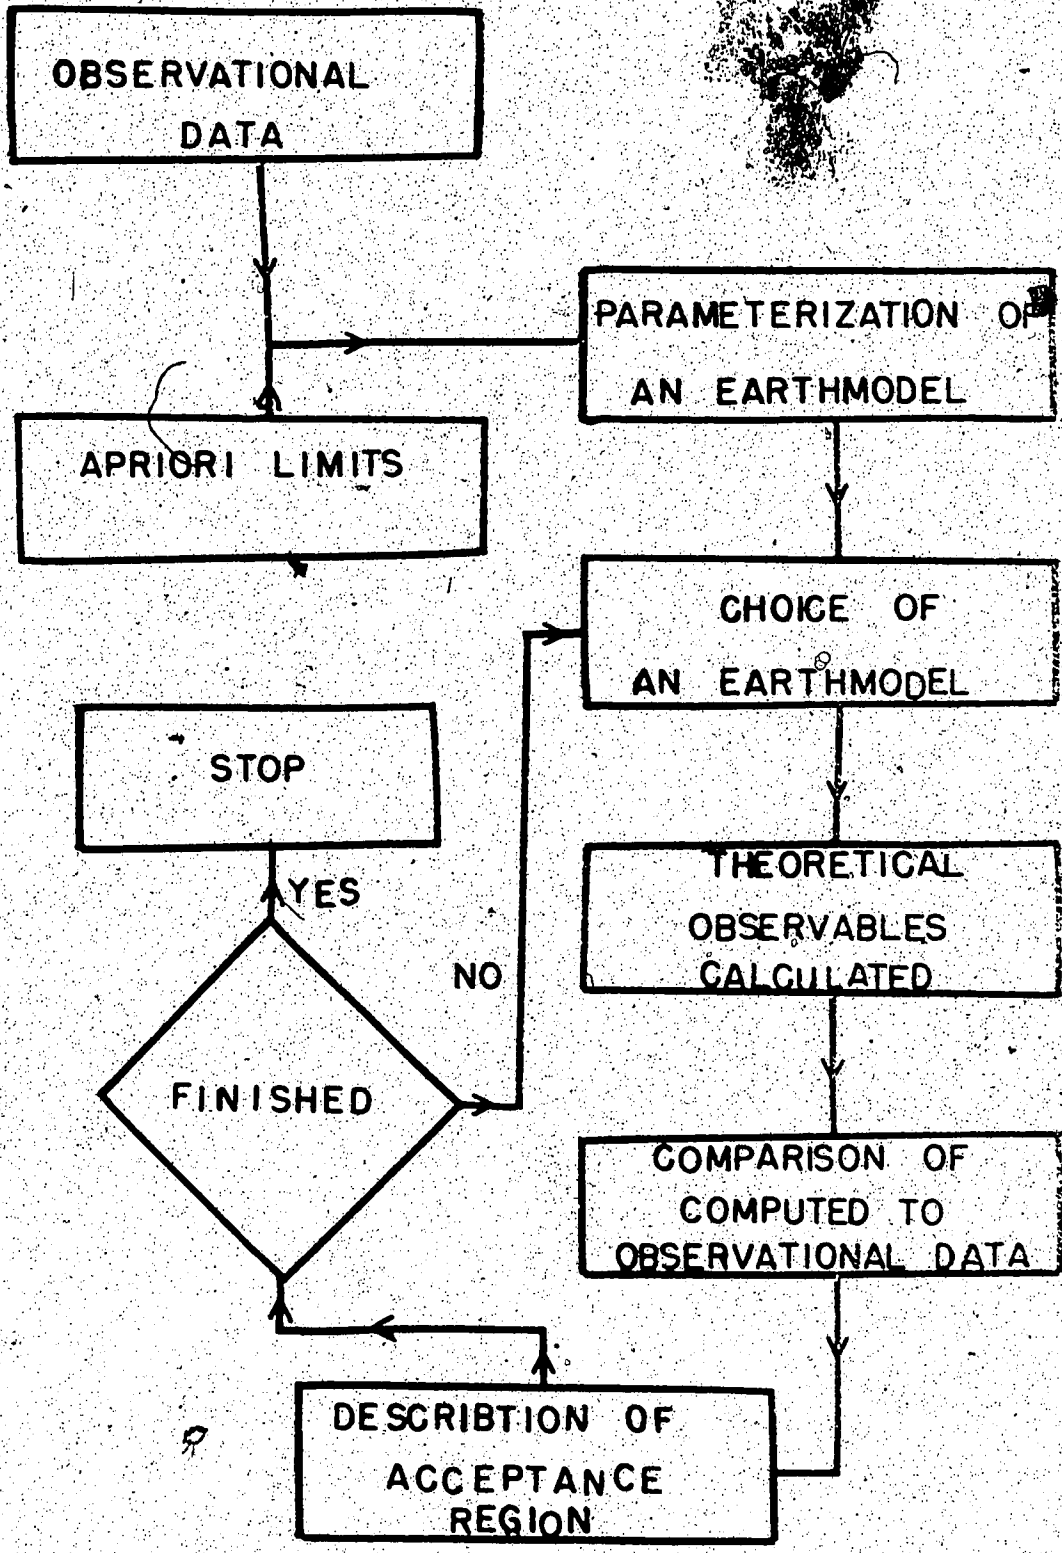 OBSERVATIONAL
DATA
PARAMETERIZATION OF
AN EARTHMODEL
APRIORI LIMITS
CHOICE OF
AN EARTHMODEL
STOP
THEORETICAL
OBSERVABLES
CALCULATED
YES
NO
FINISHED
COMPARISON OF
COMPUTED TO
OBSERVATIONAL DATA
DESCRIBTION OF
ACCEPTANCE
REGION